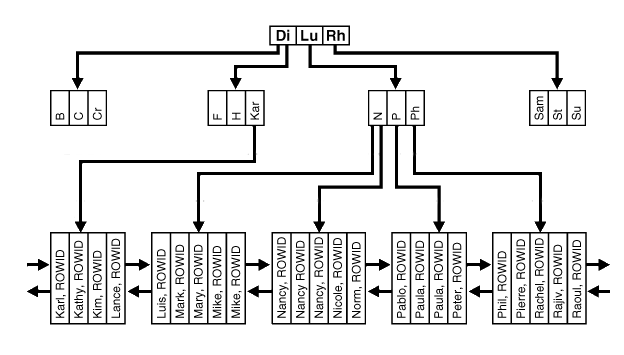 Di Lu Rh
B C Cr
F H Kar
N P Ph
Sam St Su
Karl, ROWID
Kathy, ROWID
Kim, ROWID
Lance, ROWID
Luis, ROWID
Mark, ROWID
Mary, ROWID
Mike, ROWID
Mike, ROWID
Nancy, ROWID
Nancy ROWID
Nancy, ROWID
Nicole, ROWID
Norm, ROWID
Pablo, ROWID
Paula, ROWID
Paula, ROWID
Peter, ROWID
Phil, ROWID
Pierre, ROWID
Rachel, ROWID
Rajiv, ROWID
Raoul, ROWID